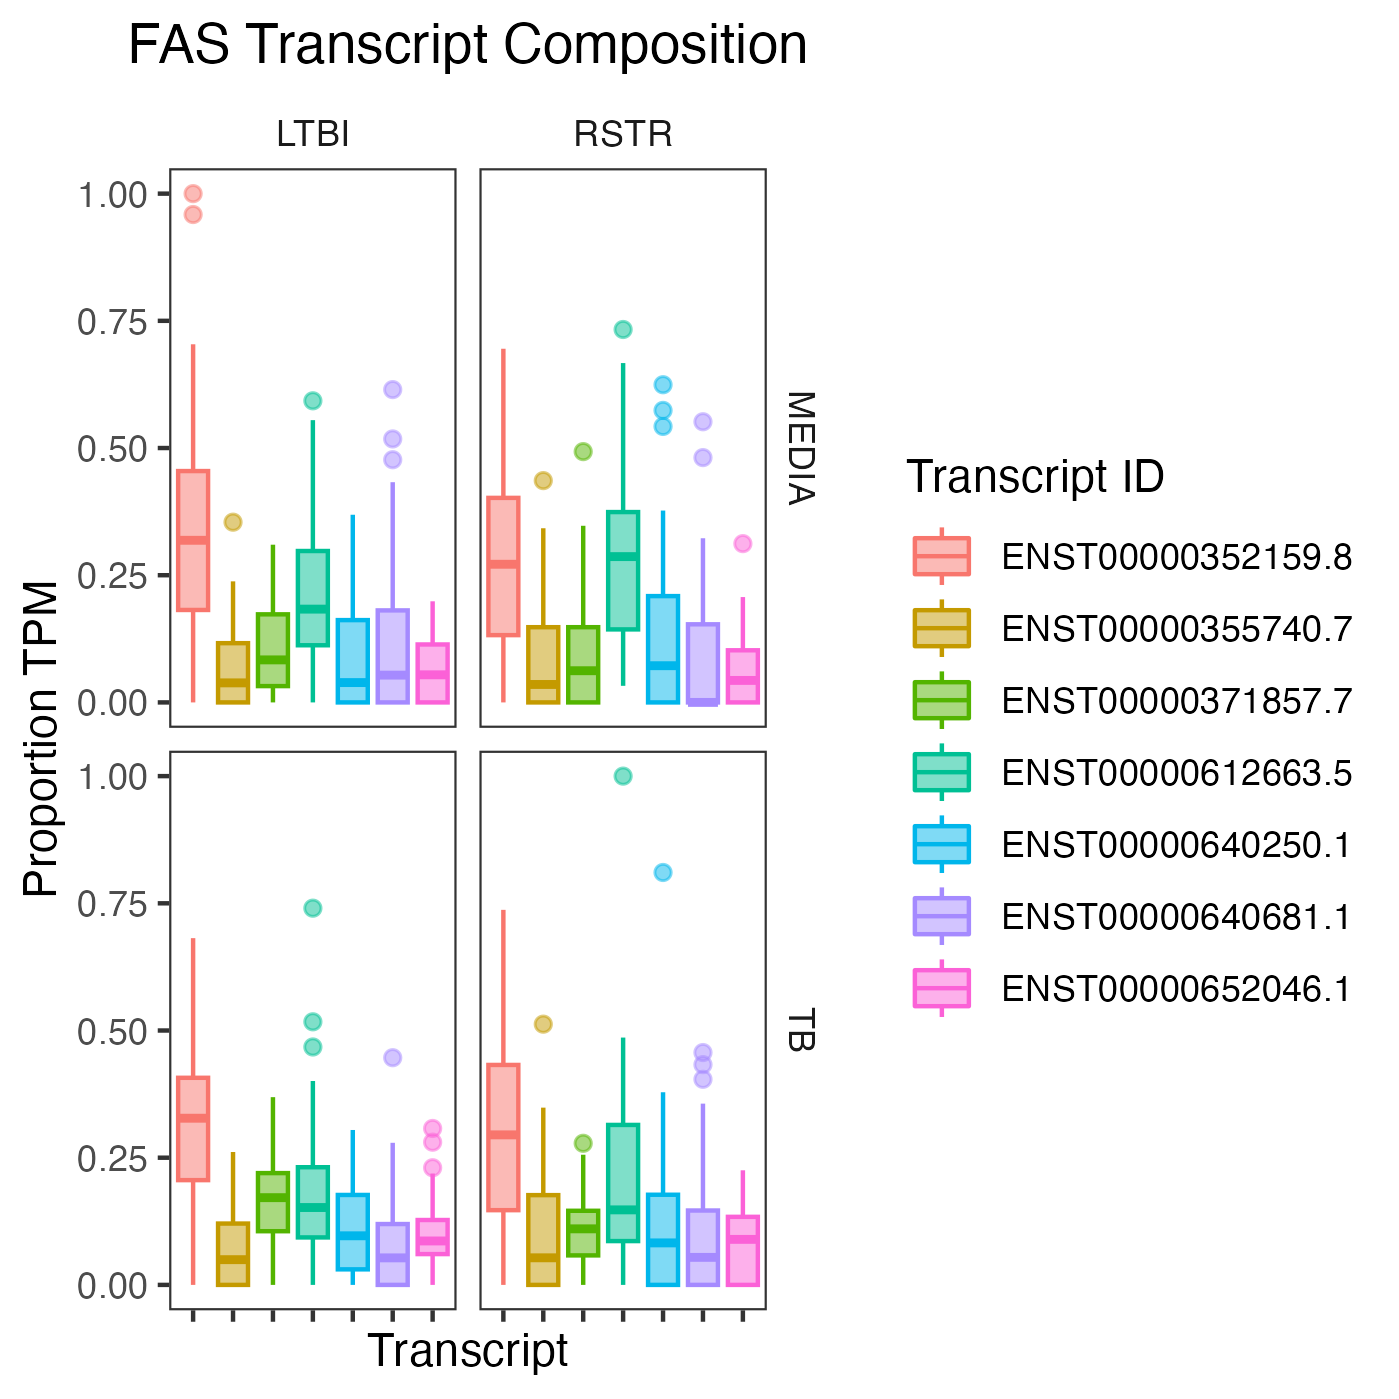 FAS Transcript Composition
LTBI
RSTR
1.00
0.75
0.50
0.25
0.00
MEDIA
1.00
0.75
0.50
0.25
0.00
TB
Proportion TPM
Transcript
Transcript ID
ENST00000352159.8
ENST00000355740.7
ENST00000371857.7
ENST00000612663.5
ENST00000640250.1
ENST00000640681.1
ENST00000652046.1